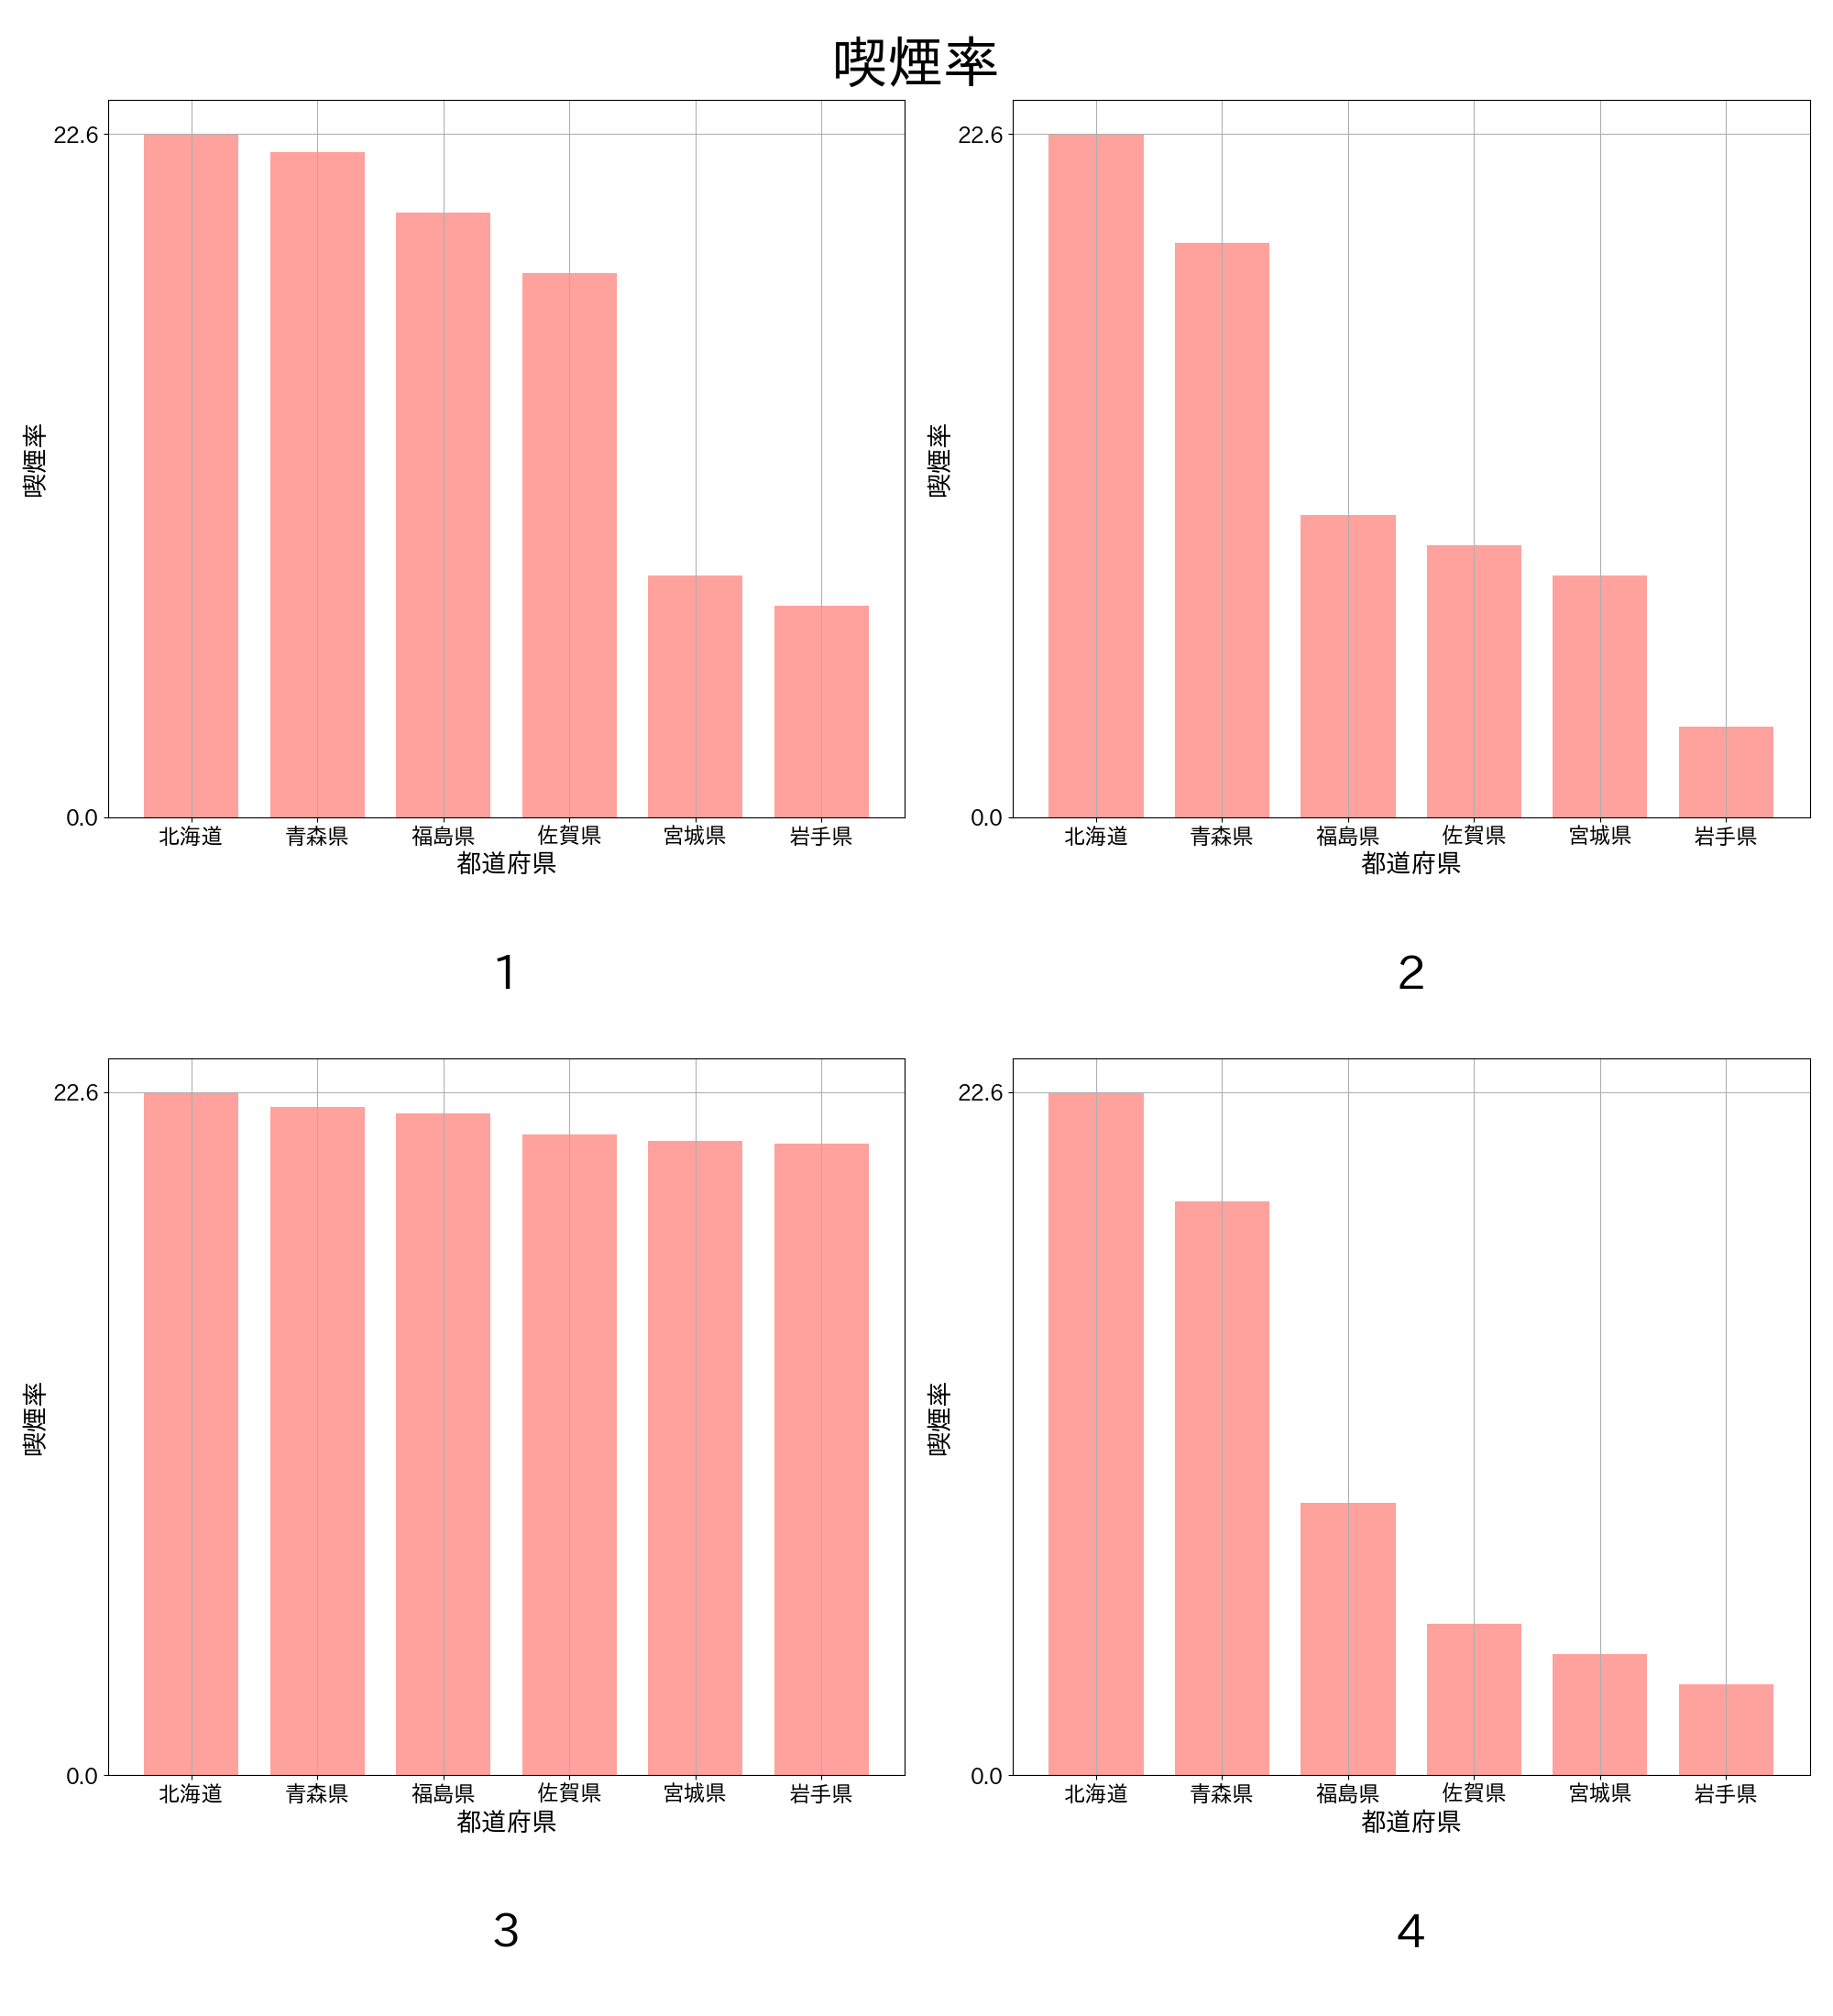 喫煙率
22.6
0.0
喫煙率
北海道 青森県 福島県 佐賀県 宮城県 岩手県
都道府県
1
22.6
0.0
喫煙率
北海道 青森県 福島県 佐賀県 宮城県 岩手県
都道府県
2
22.6
0.0
喫煙率
北海道 青森県 福島県 佐賀県 宮城県 岩手県
都道府県
3
22.6
0.0
喫煙率
北海道 青森県 福島県 佐賀県 宮城県 岩手県
都道府県
4